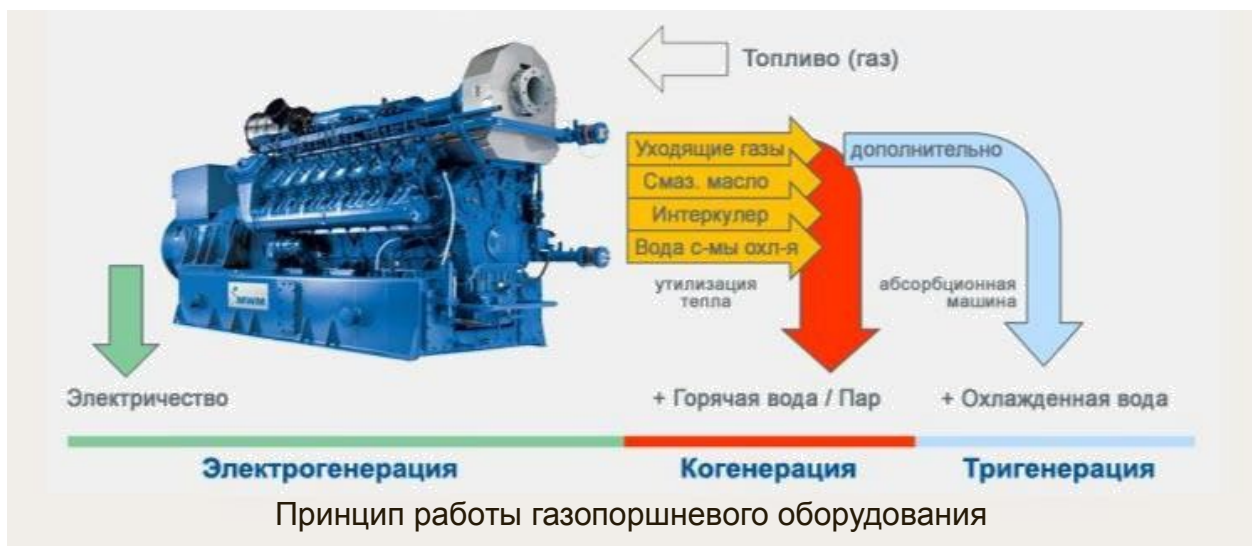 Топливо (газ)
Уходящие газы
дополнительно
Смаз. масло
Интеркулер
Вода с-мы охл-я
утилизация
тепла
абсорбционная
машина
MWM
Электричество
+ Горячая вода / Пар
+ Охлажденная вода
Электрогенерация
Когенерация
Тригенерация
Принцип работы газопоршневого оборудования